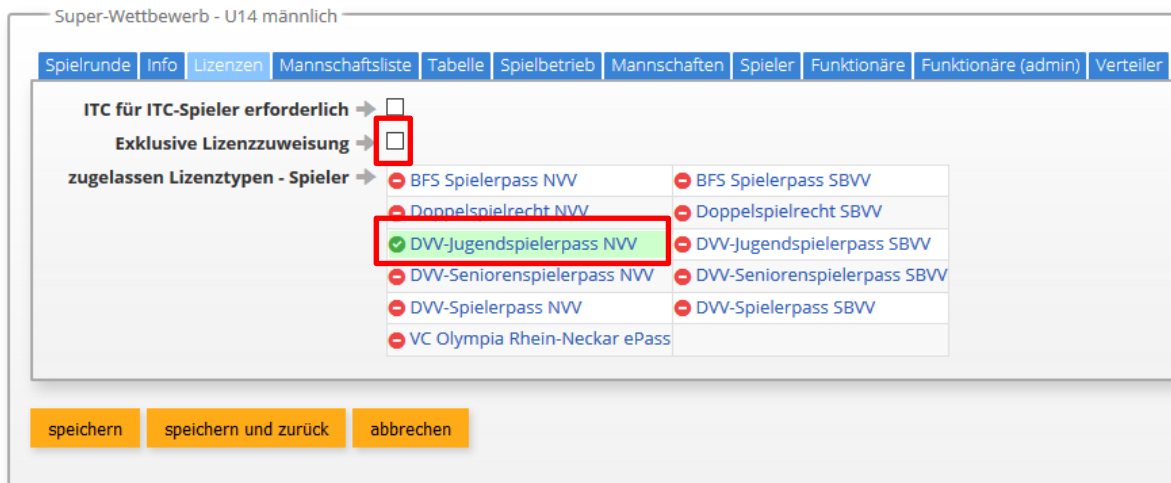 Super-Wettbewerb - U14 männlich
Spielrunde Info Lizenzen Mannschaftsliste Tabelle Spielbetrieb Mannschaften Spieler Funktionäre Funktionäre (admin) Verteiler
ITC für ITC-Spieler erforderlich
Exklusive Lizenzzuweisung
zugelassen Lizenztypen - Spieler
BFS Spielerpass NVV BFS Spielerpass SBVV
Doppelspielrecht NVV Doppelspielrecht SBVV
DVV-Jugendspielerpass NVV DVV-Jugendspielerpass SBVV
DVV-Seniorenspielerpass NVV DVV-Seniorenspielerpass SBVV
DVV-Spielerpass NVV DVV-Spielerpass SBVV
VC Olympia Rhein-Neckar ePass
speichern speichern und zurück abbrechen